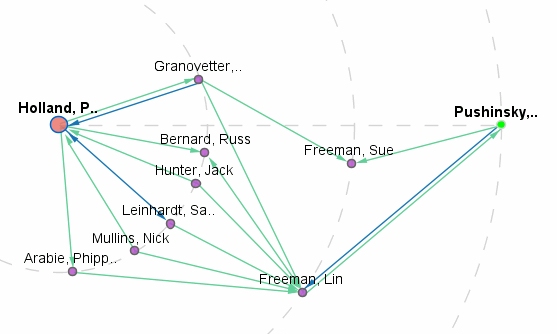 Granovetter,..
Holland, P..
Pushinsky,..
Bernard, Russ
Freeman, Sue
Hunter, Jack
Leinhardt, Sa..
Mullins, Nick
Arabie, Phipp..
Freeman, Lin